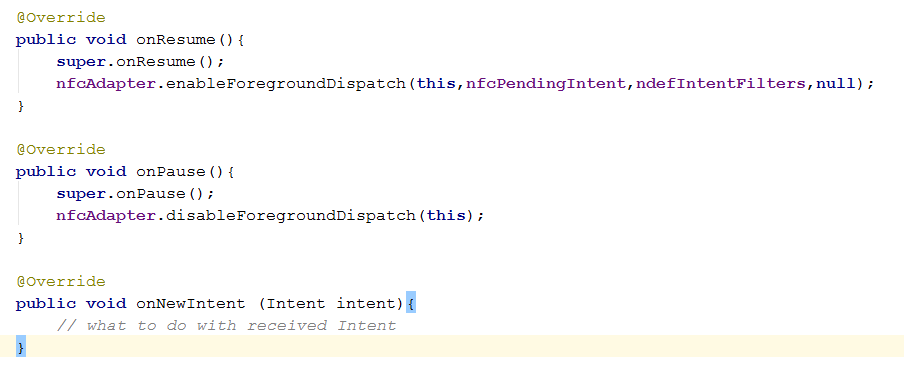 @Override
public void onResume(){
    super.onResume();
    nfcAdapter.enableForegroundDispatch(this,nfcPendingIntent,ndefIntentFilters,null);
}

@Override
public void onPause(){
    super.onPause();
    nfcAdapter.disableForegroundDispatch(this);
}

@Override
public void onNewIntent (Intent intent){
    // what to do with received Intent
}